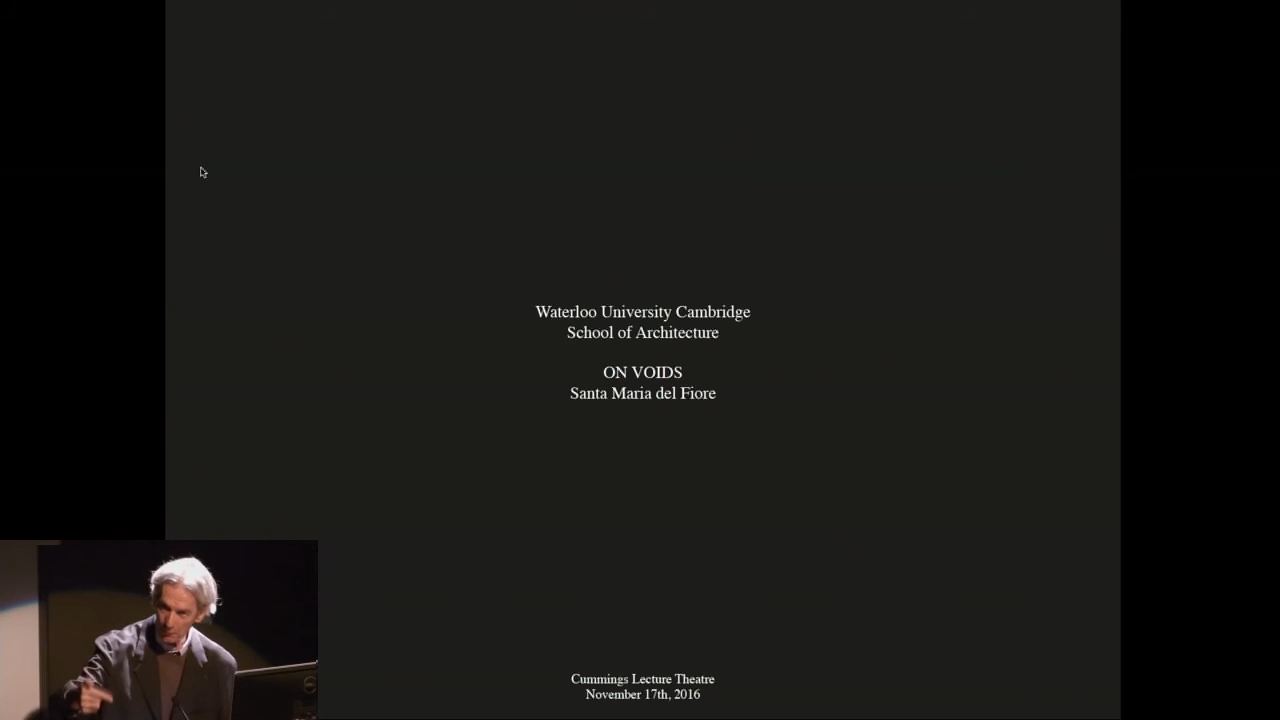 Waterloo University Cambridge
School of Architecture
ON VOIDS
Santa Maria del Fiore
Cummings Lecture Theatre
November 17th, 2016